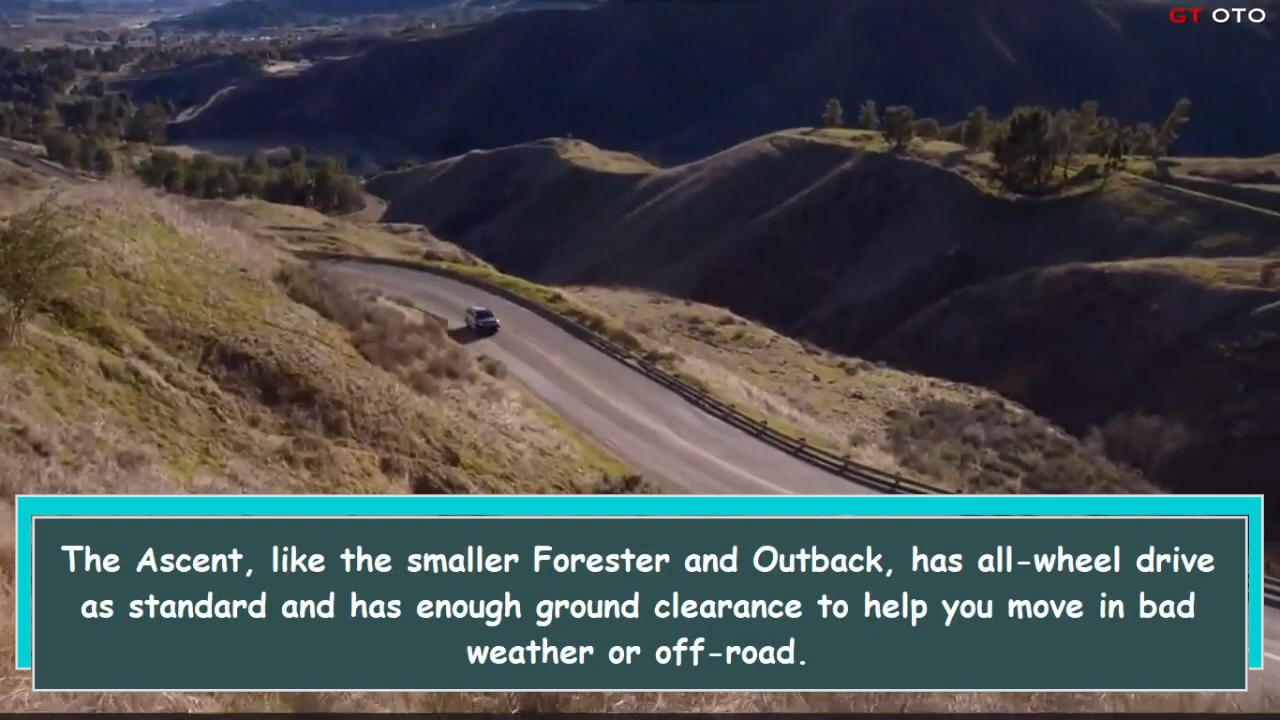 GT OTO
The Ascent, like the smaller Forester and Outback, has all-wheel drive
as standard and has enough ground clearance to help you move in bad
weather or off-road.